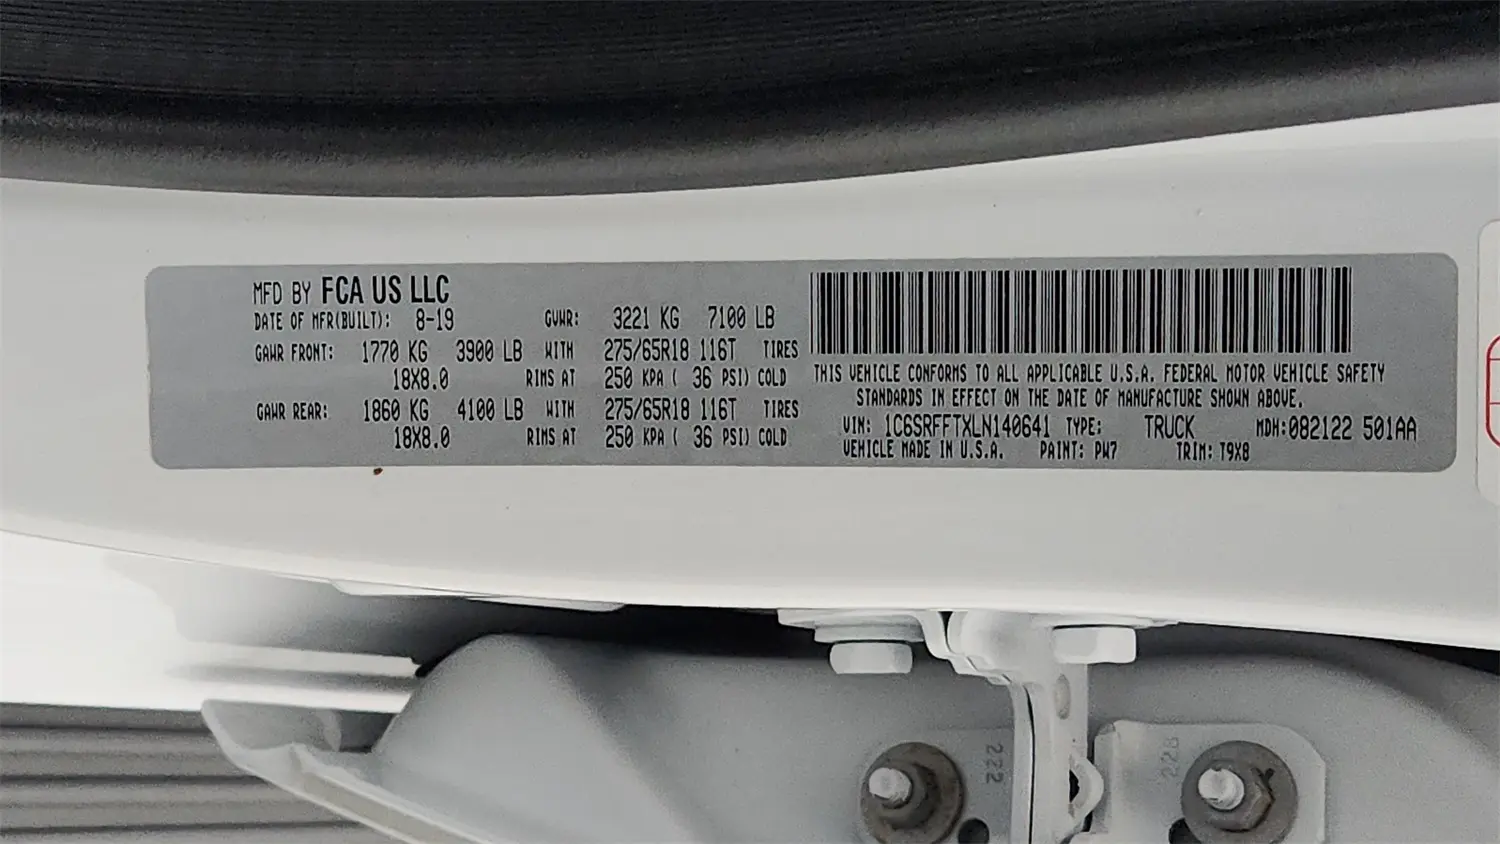 MFD BY FCA US LLC
DATE OF MFR(BUILT): 8-19 GVWR: 3221 KG 7100 LB
GAWR FRONT: 1770 KG 3900 LB WITH 275/65R18 116T TIRES
18X8.0 RIMS AT 250 KPA ( 36 PSI) COLD
GAWR REAR: 1860 KG 4100 LB WITH 275/65R18 116T TIRES
18X8.0 RIMS AT 250 KPA ( 36 PSI) COLD
THIS VEHICLE CONFORMS TO ALL APPLICABLE U.S.A. FEDERAL MOTOR VEHICLE SAFETY
STANDARDS IN EFFECT ON THE DATE OF MANUFACTURE SHOWN ABOVE.
VIN: 1C6SRFFTXLN140641 TYPE: TRUCK MDH:082122 501AA
VEHICLE MADE IN U.S.A. PAINT: PW7 TRIM: T9X8
222
228